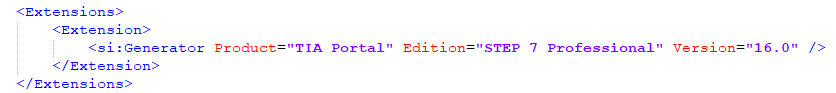 <Extensions>
<Extension>
<si:Generator Product="TIA Portal" Edition="STEP 7 Professional" Version="16.0" />
</Extension>
</Extensions>